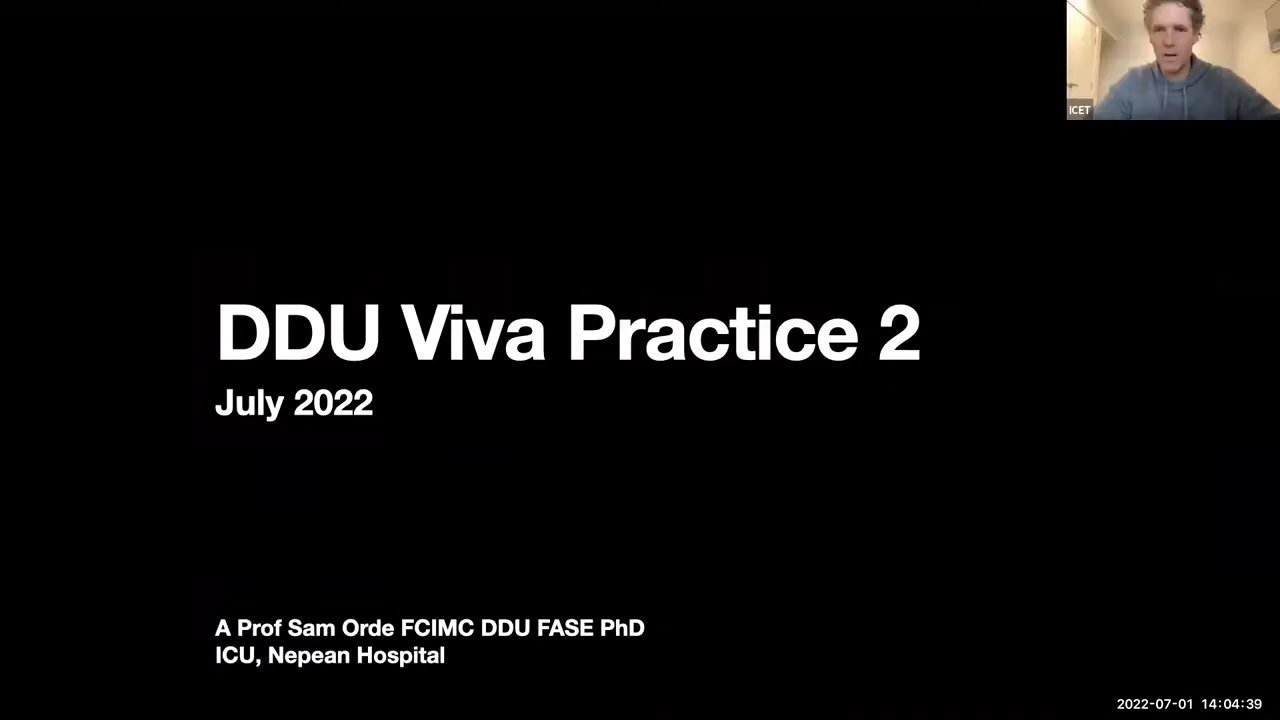 ICET
DDU Viva Practice 2
July 2022
A Prof Sam Orde FCIMC DDU FASE PhD
ICU, Nepean Hospital
2022-07-01 14:04:39